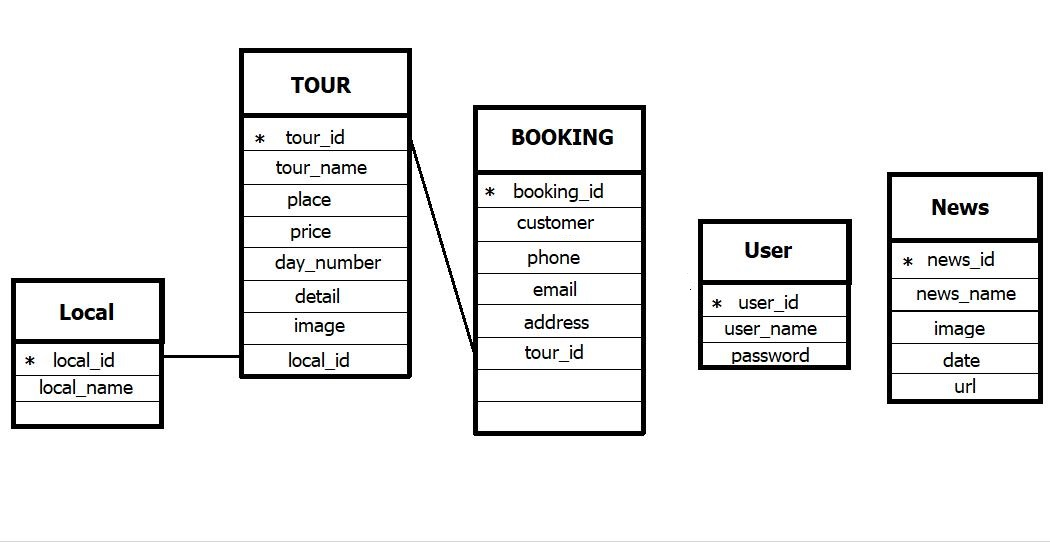 Local
* local_id
local_name
TOUR
* tour_id
tour_name
place
price
day_number
detail
image
local_id
BOOKING
* booking_id
customer
phone
email
address
tour_id
User
* user_id
user_name
password
News
* news_id
news_name
image
date
url